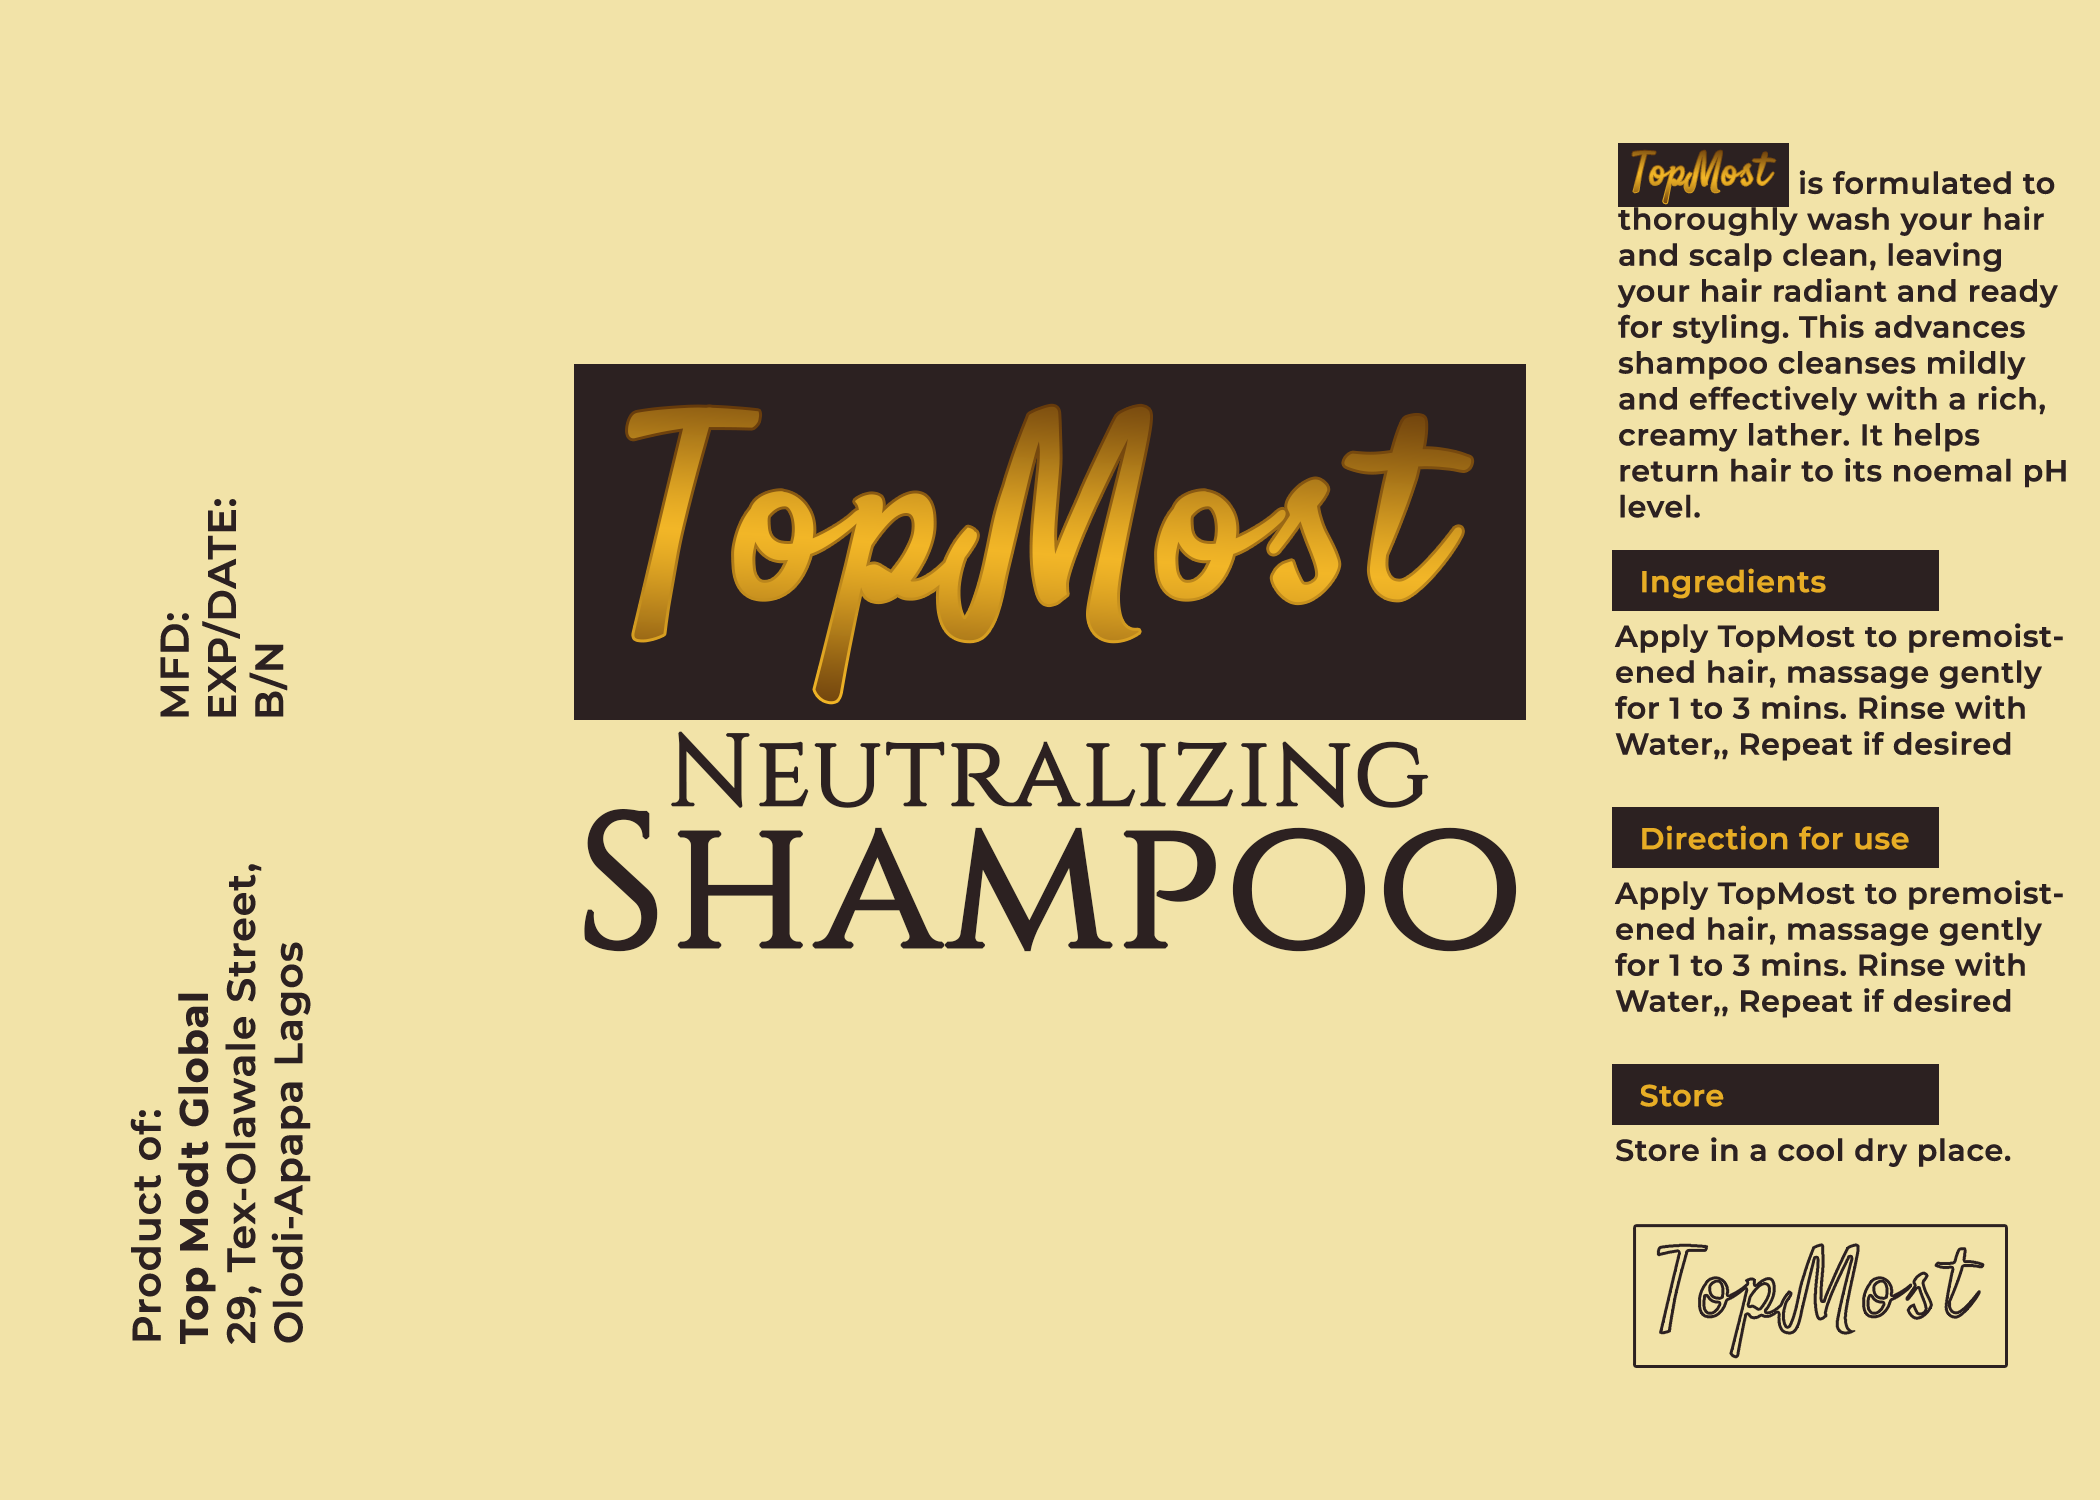 MFD:
EXP/DATE:
B/N
Product of:
Top Modt Global
29, Tex-Olawale Street,
Olodi-Apapa Lagos
TopMost
NEUTRALIZING
SHAMPOO
TopMost is formulated to
thoroughly wash your hair
and scalp clean, leaving
your hair radiant and ready
for styling. This advances
shampoo cleanses mildly
and effectively with a rich,
creamy lather. It helps
return hair to its noemal pH
level.
Ingredients
Apply TopMost to premoist-
ened hair, massage gently
for 1 to 3 mins. Rinse with
Water,, Repeat if desired
Direction for use
Apply TopMost to premoist-
ened hair, massage gently
for 1 to 3 mins. Rinse with
Water,, Repeat if desired
Store
Store in a cool dry place.
TopMost